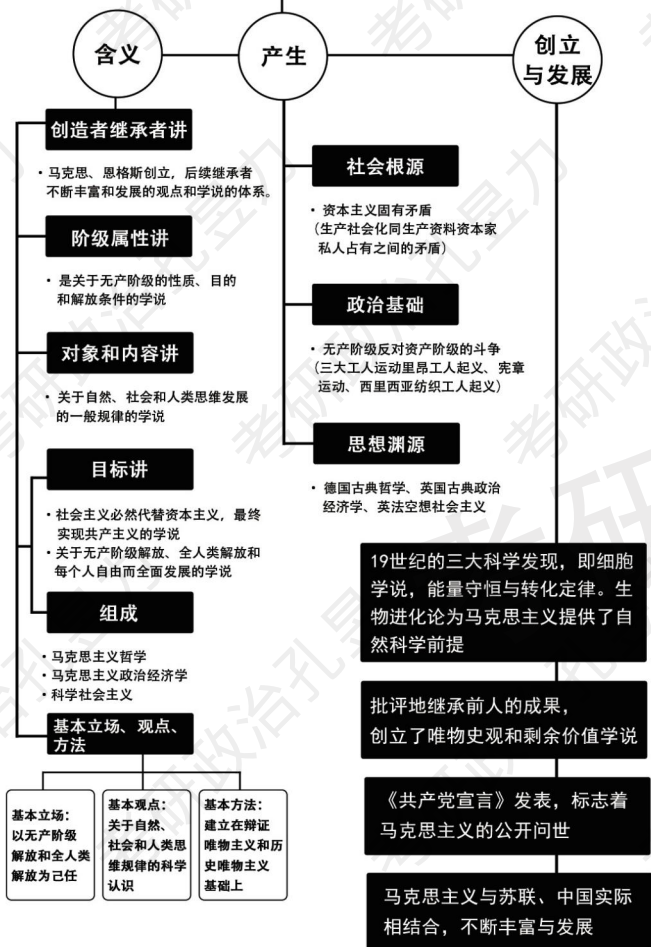 含义
创造者继承者讲
• 马克思、恩格斯创立，后续继承者
不断丰富和发展的观点和学说的体系。
阶级属性讲
• 是关于无产阶级的性质、目的
和解放条件的学说
对象和内容讲
• 关于自然、社会和人类思维发展
的一般规律的学说
目标讲
• 社会主义必然代替资本主义，最终
实现共产主义的学说
• 关于无产阶级解放、全人类解放和
每个人自由而全面发展的学说
组成
• 马克思主义哲学
• 马克思主义政治经济学
• 科学社会主义
基本立场、观点、
方法
基本立场：
以无产阶级
解放和全人类
解放为己任
基本观点：
关于自然、
社会和人类思
维规律的科学
认识
基本方法：
建立在辩证
唯物主义和历
史唯物主义
基础上
产生
社会根源
• 资本主义固有矛盾
（生产社会化同生产资料资本家
私人占有之间的矛盾）
政治基础
• 无产阶级反对资产阶级的斗争
（三大工人运动里昂工人起义、宪章
运动、西里西亚纺织工人起义）
思想渊源
• 德国古典哲学、英国古典政治
经济学、英法空想社会主义
创立
与发展
19世纪的三大科学发现，即细胞
学说，能量守恒与转化定律。生
物进化论为马克思主义提供了自
然科学前提
批评地继承前人的成果，
创立了唯物史观和剩余价值学说
《共产党宣言》发表，标志着
马克思主义的公开问世
马克思主义与苏联、中国实际
相结合，不断丰富与发展
考研政治孔昱力